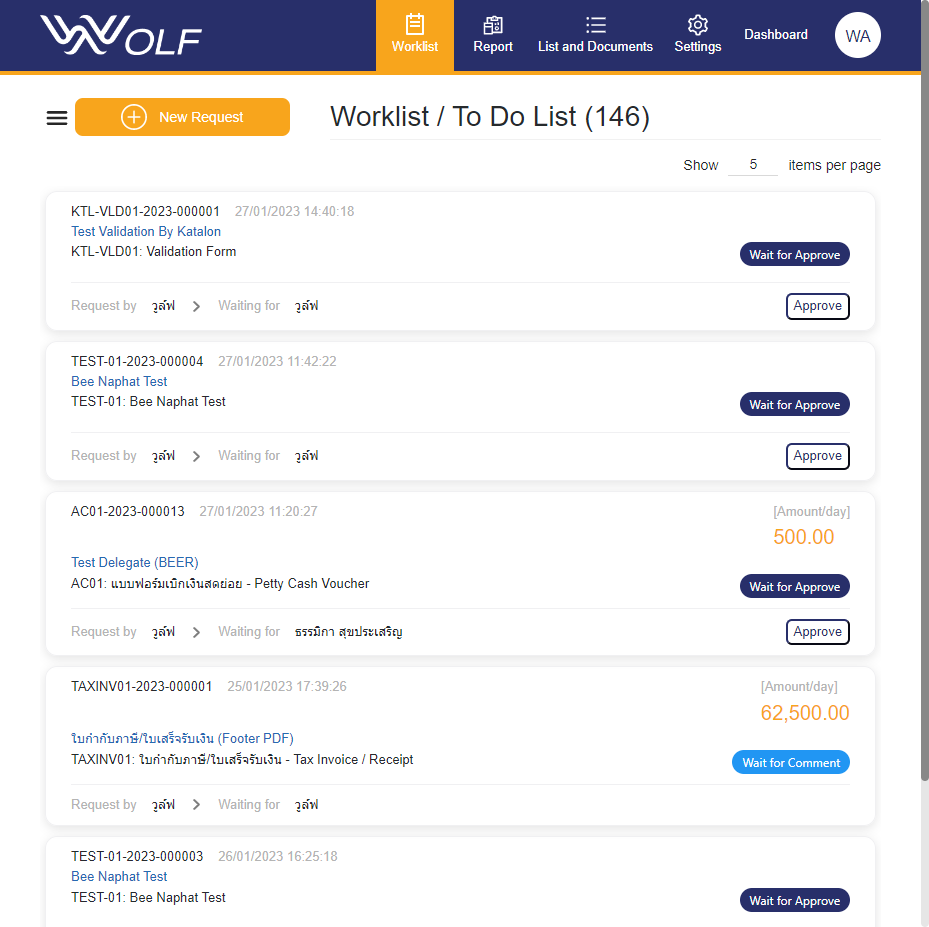 WOLF
Worklist
Report
List and Documents
Settings
Dashboard
WA
New Request
Worklist / To Do List (146)
Show 5 items per page
KTL-VLD01-2023-000001 27/01/2023 14:40:18
Test Validation By Katalon
KTL-VLD01: Validation Form
Wait for Approve
Request by วูล์ฟ > Waiting for วูล์ฟ
Approve
TEST-01-2023-000004 27/01/2023 11:42:22
Bee Naphat Test
TEST-01: Bee Naphat Test
Wait for Approve
Request by วูล์ฟ > Waiting for วูล์ฟ
Approve
AC01-2023-000013 27/01/2023 11:20:27
[Amount/day]
500.00
Test Delegate (BEER)
AC01: แบบฟอร์มเบิกเงินสดย่อย - Petty Cash Voucher
Wait for Approve
Request by วูล์ฟ > Waiting for ธรรมิกา สุขประเสริญ
Approve
TAXINV01-2023-000001 25/01/2023 17:39:26
[Amount/day]
62,500.00
ใบกำกับภาษี/ใบเสร็จรับเงิน (Footer PDF)
TAXINV01: ใบกำกับภาษี/ใบเสร็จรับเงิน - Tax Invoice / Receipt
Wait for Comment
Request by วูล์ฟ > Waiting for วูล์ฟ
TEST-01-2023-000003 26/01/2023 16:25:18
Bee Naphat Test
TEST-01: Bee Naphat Test
Wait for Approve